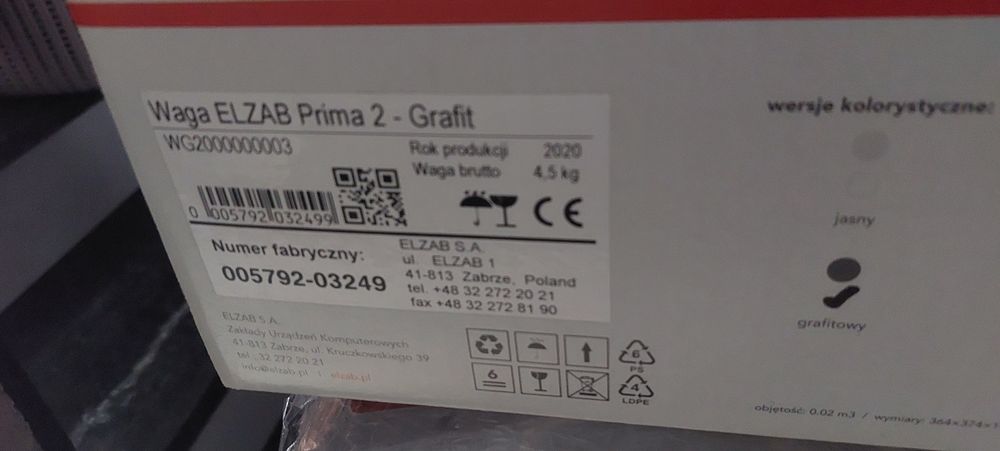 Waga ELZAB Prima 2 - Grafit
WG2000000003
Rok produkcji 2020
Waga brutto 4,5 kg
0 005792 032499
CE
Numer fabryczny:
005792-03249
ELZAB S.A.
ul. ELZAB 1
41-813 Zabrze, Poland
tel. +48 32 272 20 21
fax +48 32 272 81 90
ELZAB S.A.
Zakłady Urządzeń Komputerowych
41-813 Zabrze, ul. Kruczkowskiego 39
tel.: 32 272 20 21
info@elzab.pl | elzab.pl
6
6
PS
4
LDPE
wersje kolorystyczne:
jasny
grafitowy
objętość: 0.02 m3 / wymiary: 364x374x1